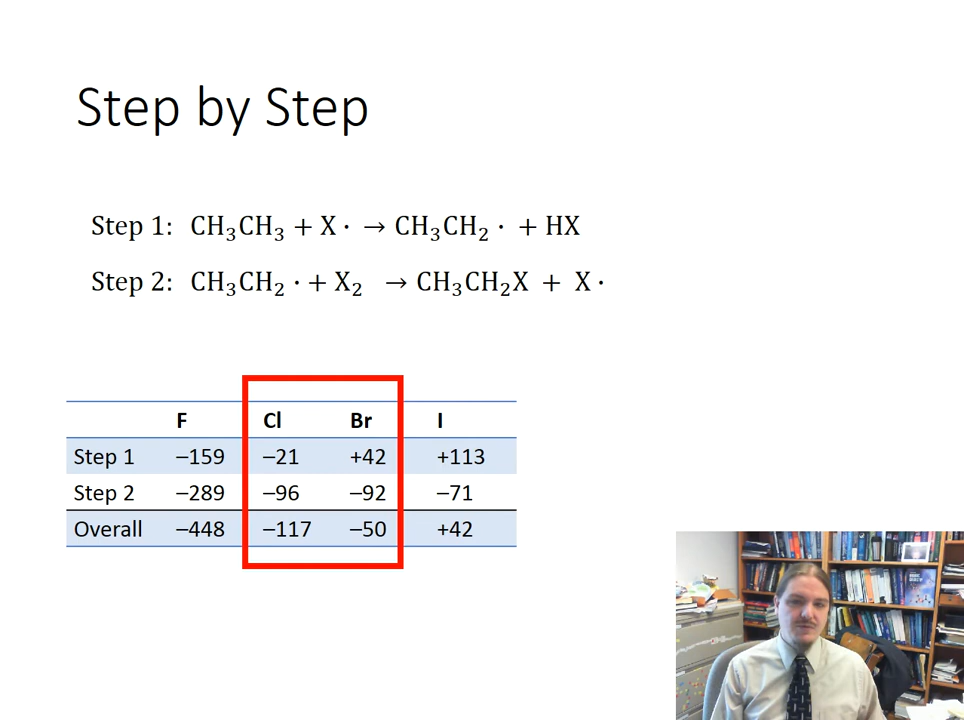 Step by Step
Step 1: CH₃CH₃ + X · → CH₃CH₂ · + HX
Step 2: CH₃CH₂ · + X₂ → CH₃CH₂X + X ·
F Cl Br I
Step 1 –159 –21 +42 +113
Step 2 –289 –96 –92 –71
Overall –448 –117 –50 +42